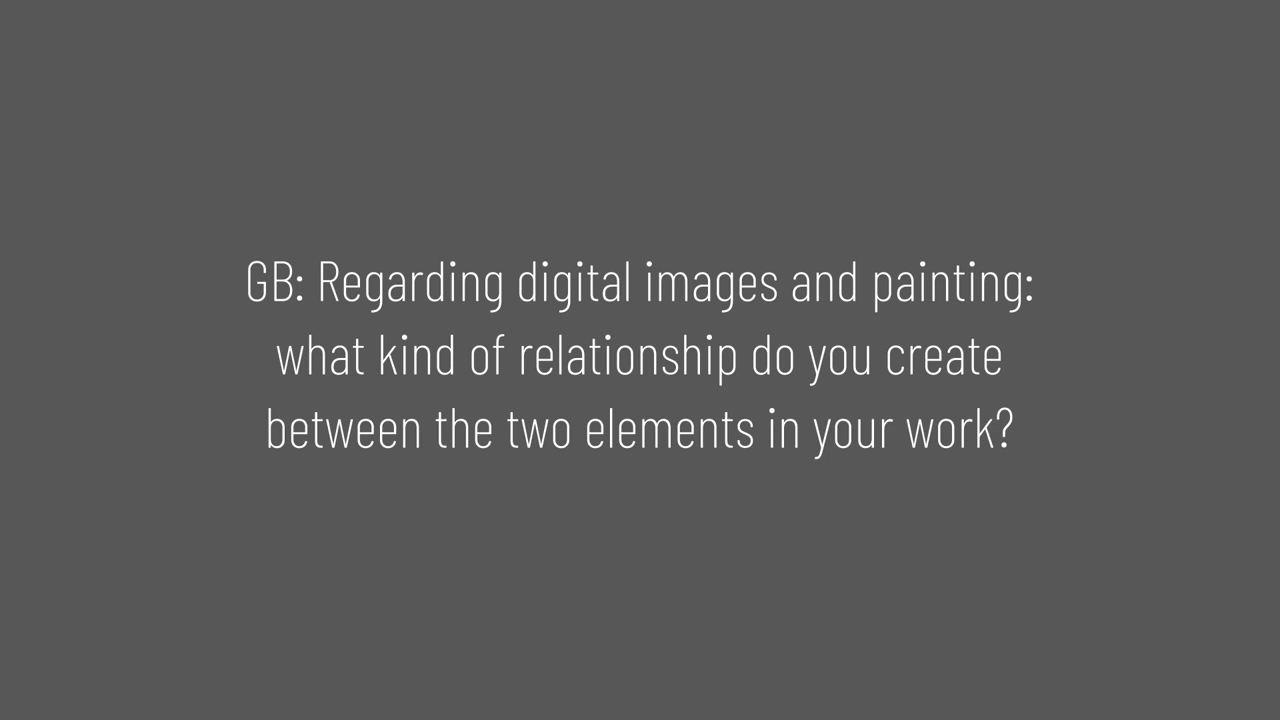 GB: Regarding digital images and painting:
what kind of relationship do you create
between the two elements in your work?